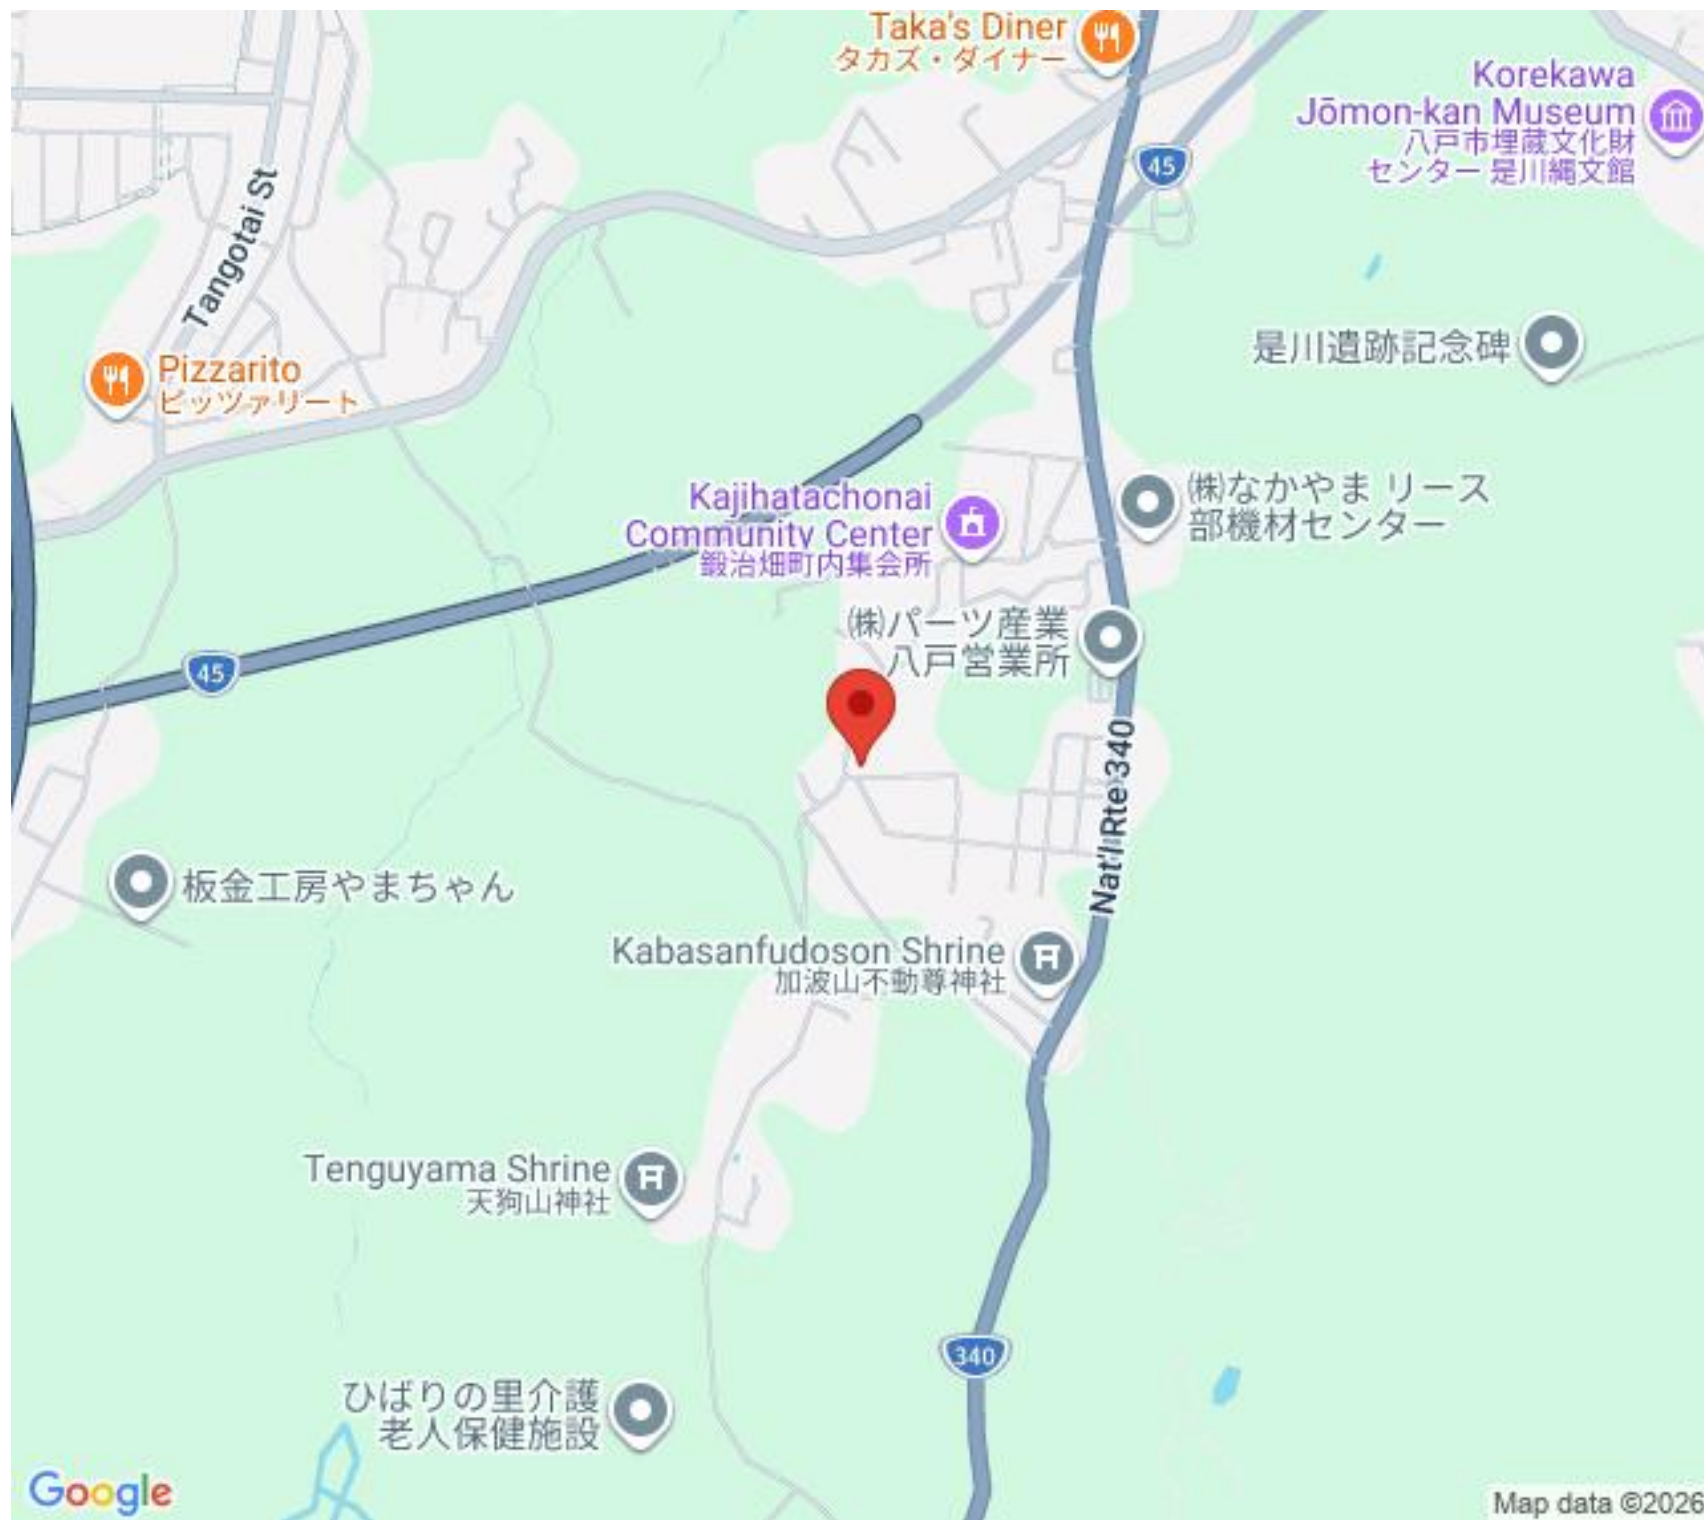 Taka's Diner
タカズ・ダイナー
Korekawa
Jōmon-kan Museum
八戸市埋蔵文化財
センター 是川縄文館
45
Tangotai St
是川遺跡記念碑
Pizzarito
ピッツァリート
Kajihatachonai
Community Center
鍛治畑町内集会所
㈱なかやま リース
部機材センター
㈱パーツ産業
八戸営業所
45
Nat'l Rte 340
板金工房やまちゃん
Kabasanfudoson Shrine
加波山不動尊神社
Tenguyama Shrine
天狗山神社
340
ひばりの里介護
老人保健施設
Google
Map data ©2026